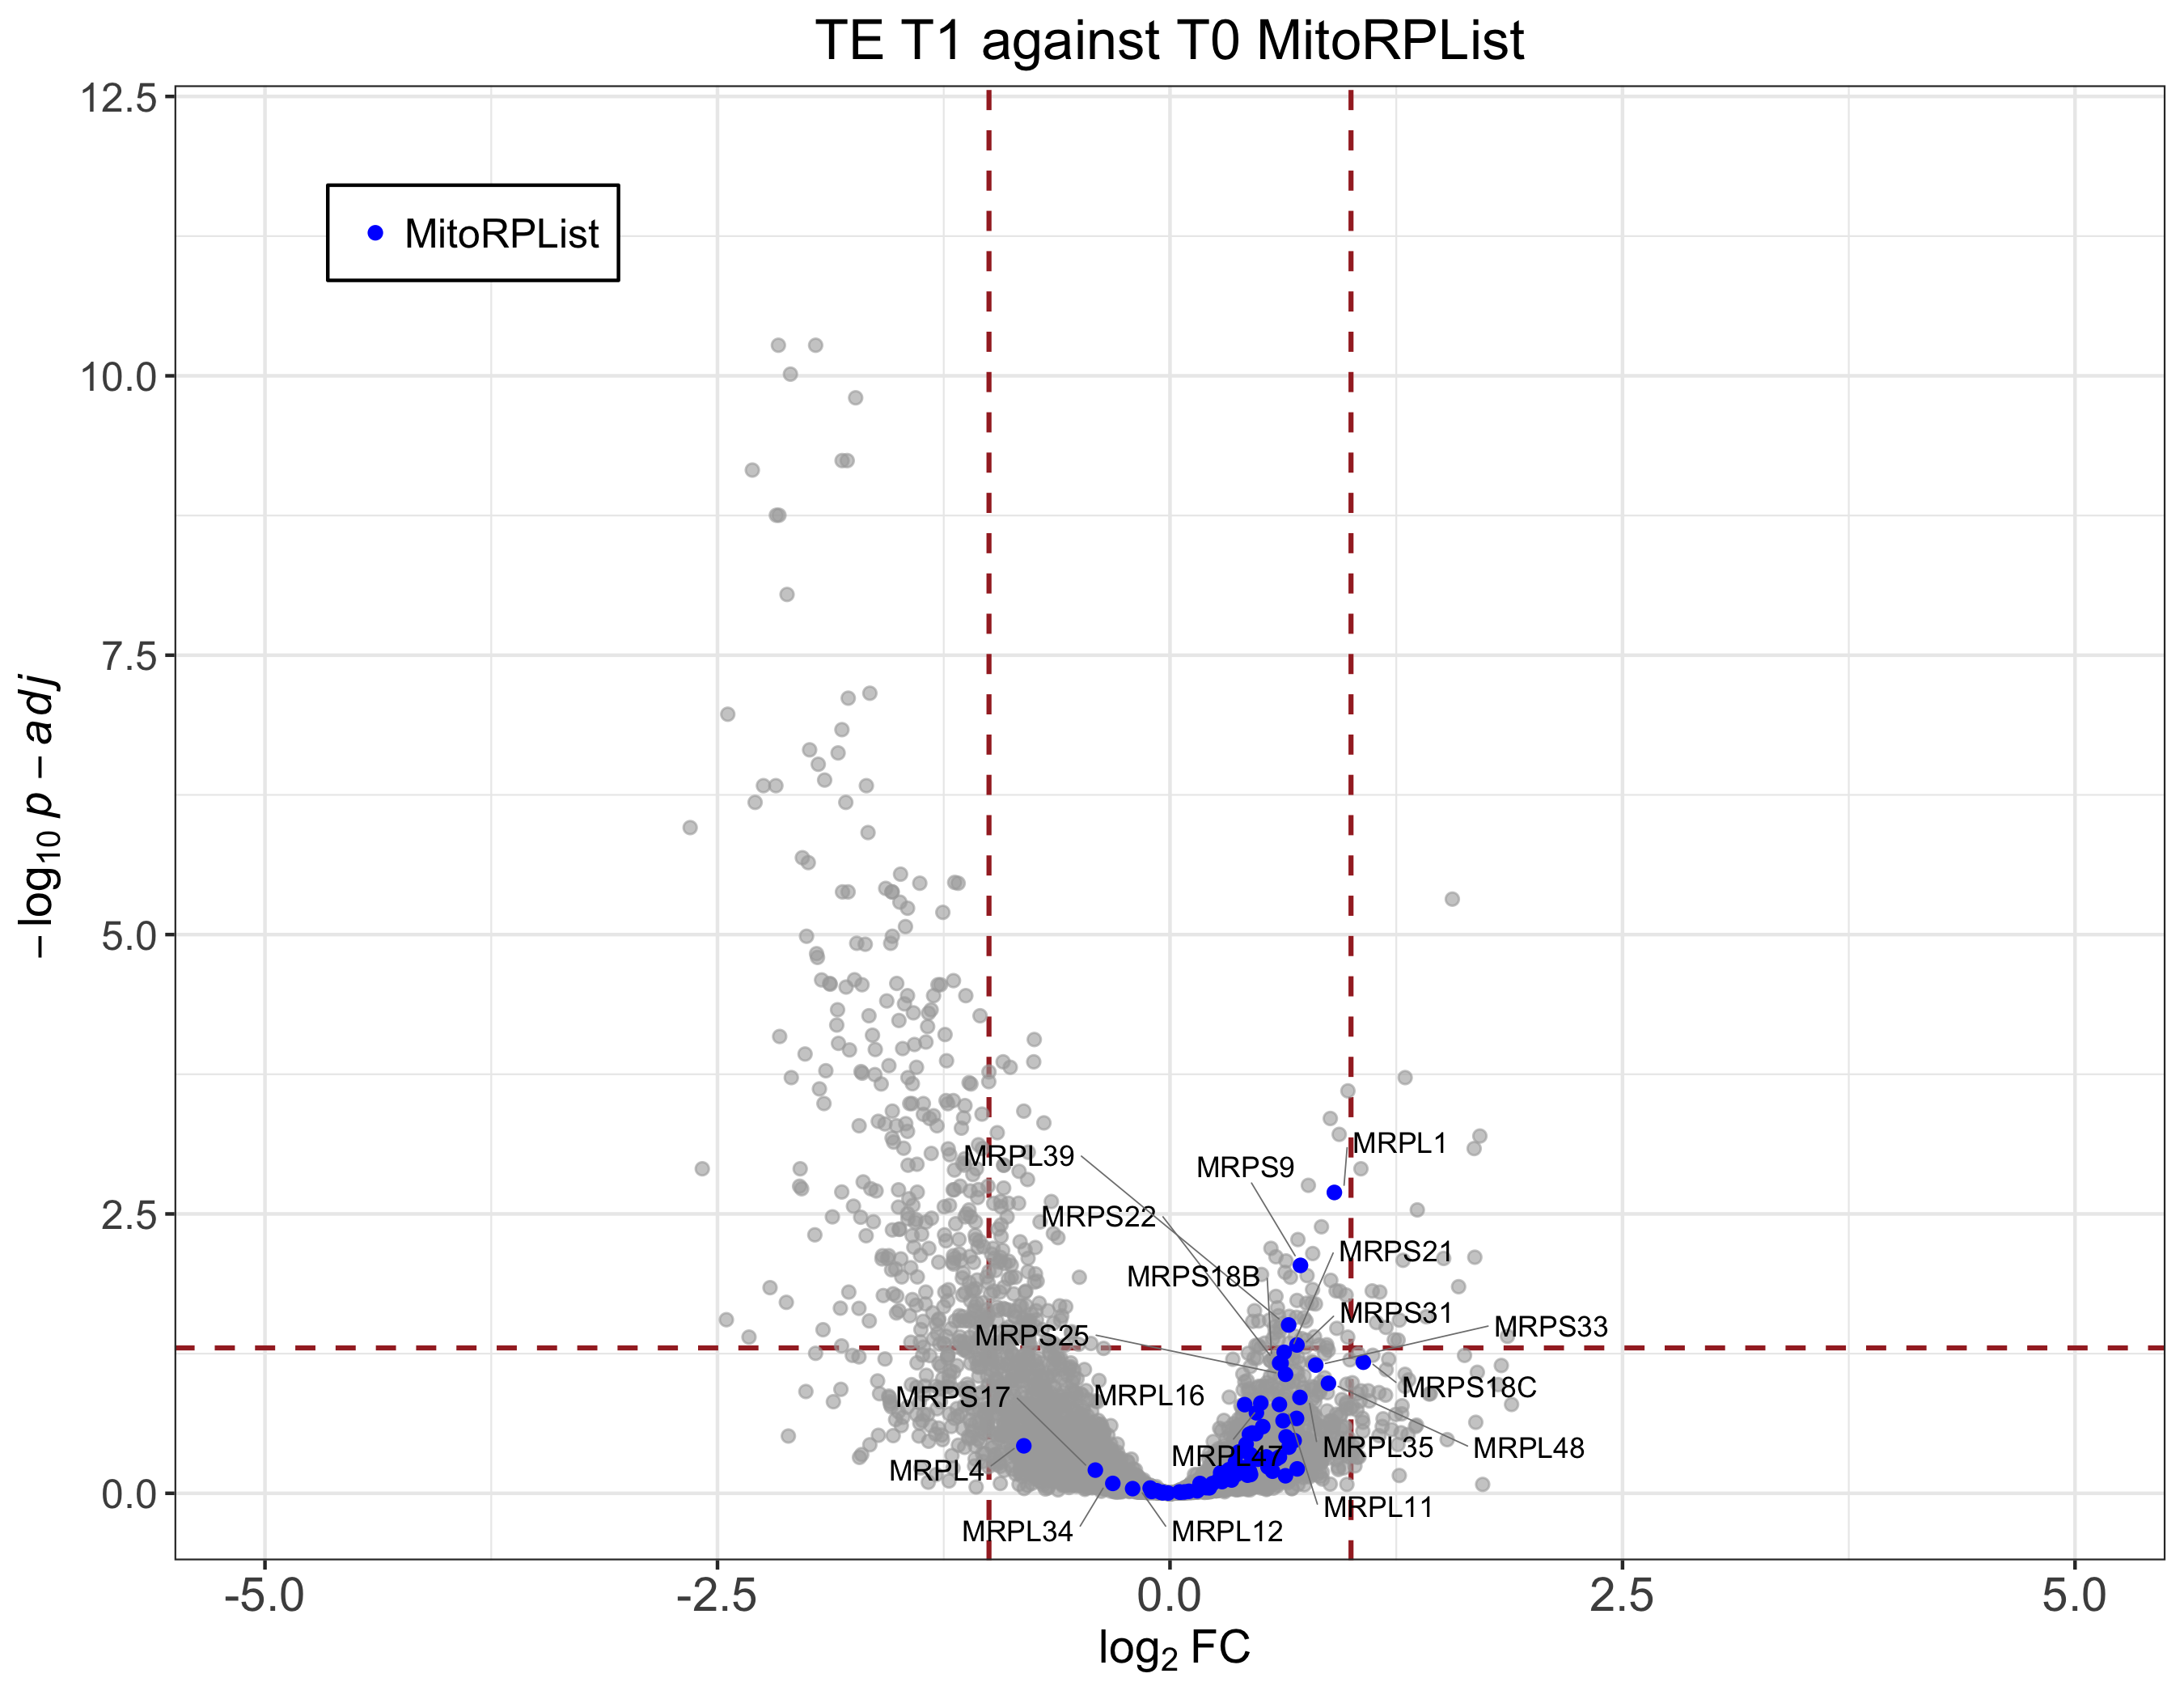 TE T1 against T0 MitoRPList
12.5
10.0
7.5
5.0
2.5
0.0
−log10 p − adj
MitoRPList
MRPL1
MRPL39
MRPS9
MRPS22
MRPS21
MRPS18B
MRPS31
MRPS33
MRPS25
MRPS18C
MRPS17
MRPL16
MRPL35
MRPL48
MRPL47
MRPL4
MRPL11
MRPL34
MRPL12
-5.0
-2.5
0.0
2.5
5.0
log2 FC